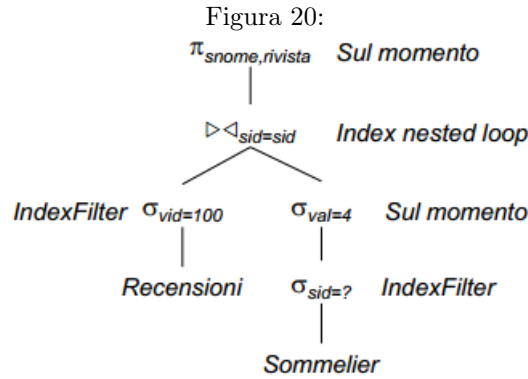 Figura 20:
π snome,rivista Sul momento
▷◁ sid=sid Index nested loop
IndexFilter σ vid=100 σ val=4 Sul momento
Recensioni σ sid=? IndexFilter
Sommelier